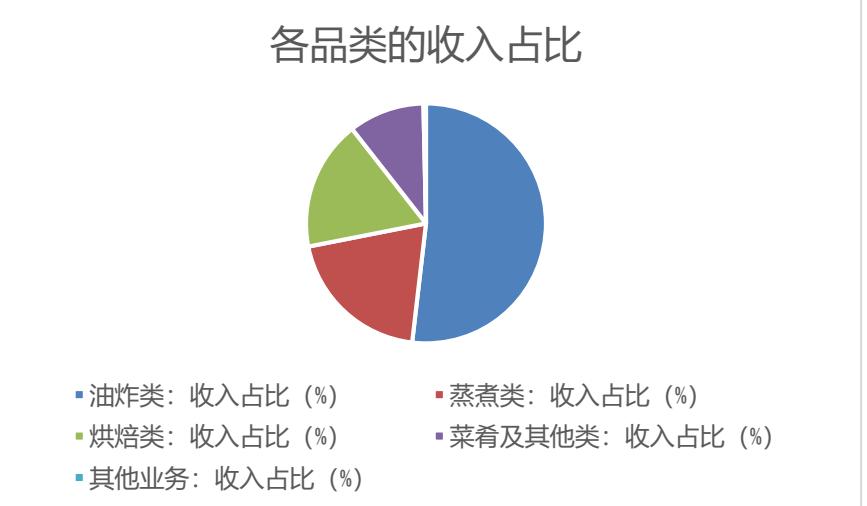 各品类的收入占比
油炸类：收入占比（%） 蒸煮类：收入占比（%）
烘焙类：收入占比（%） 菜肴及其他类：收入占比（%）
其他业务：收入占比（%）